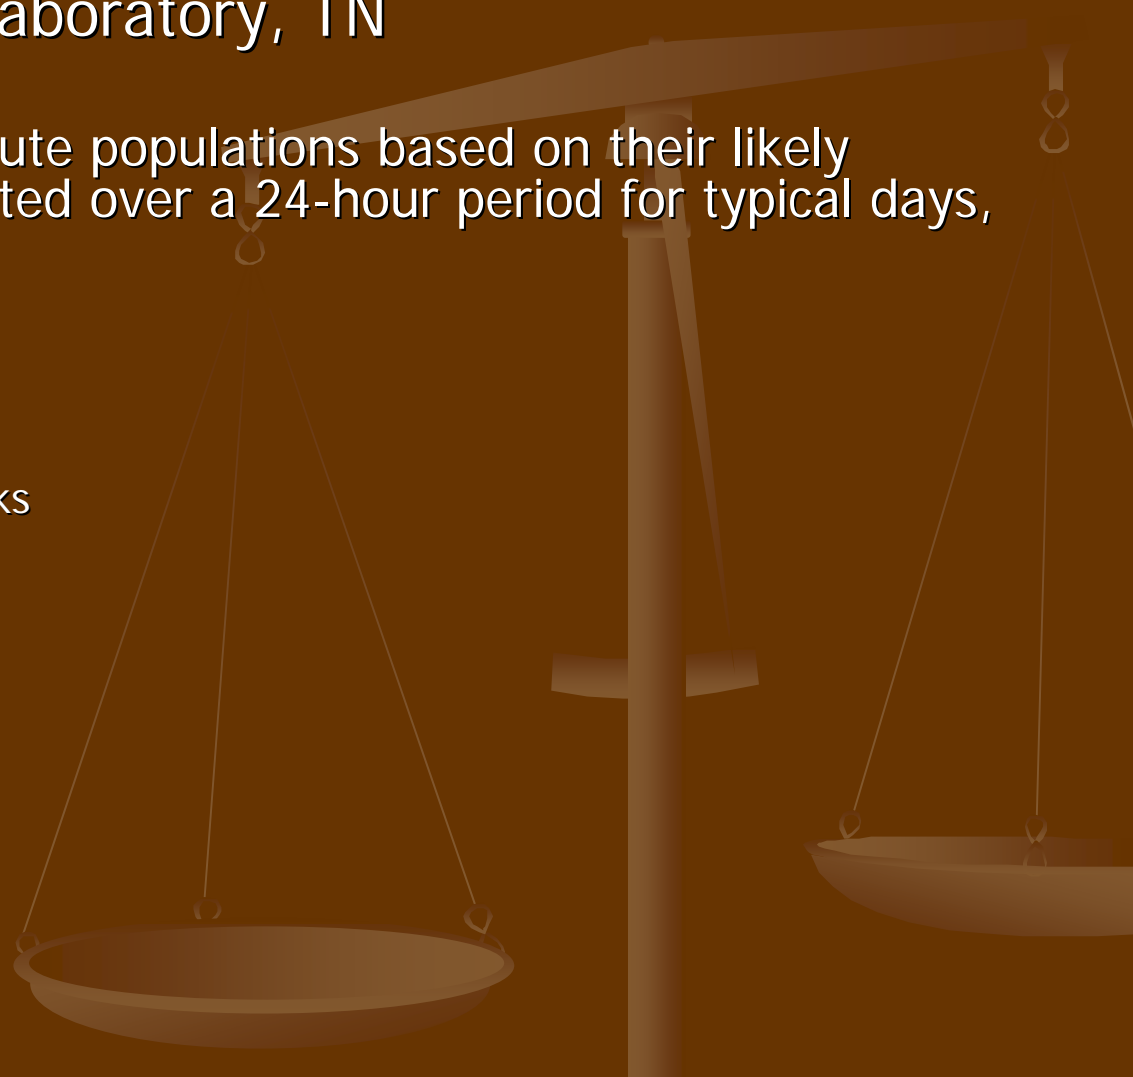 aboratory, TN
ute populations based on their likely
ted over a 24-hour period for typical days,
ks